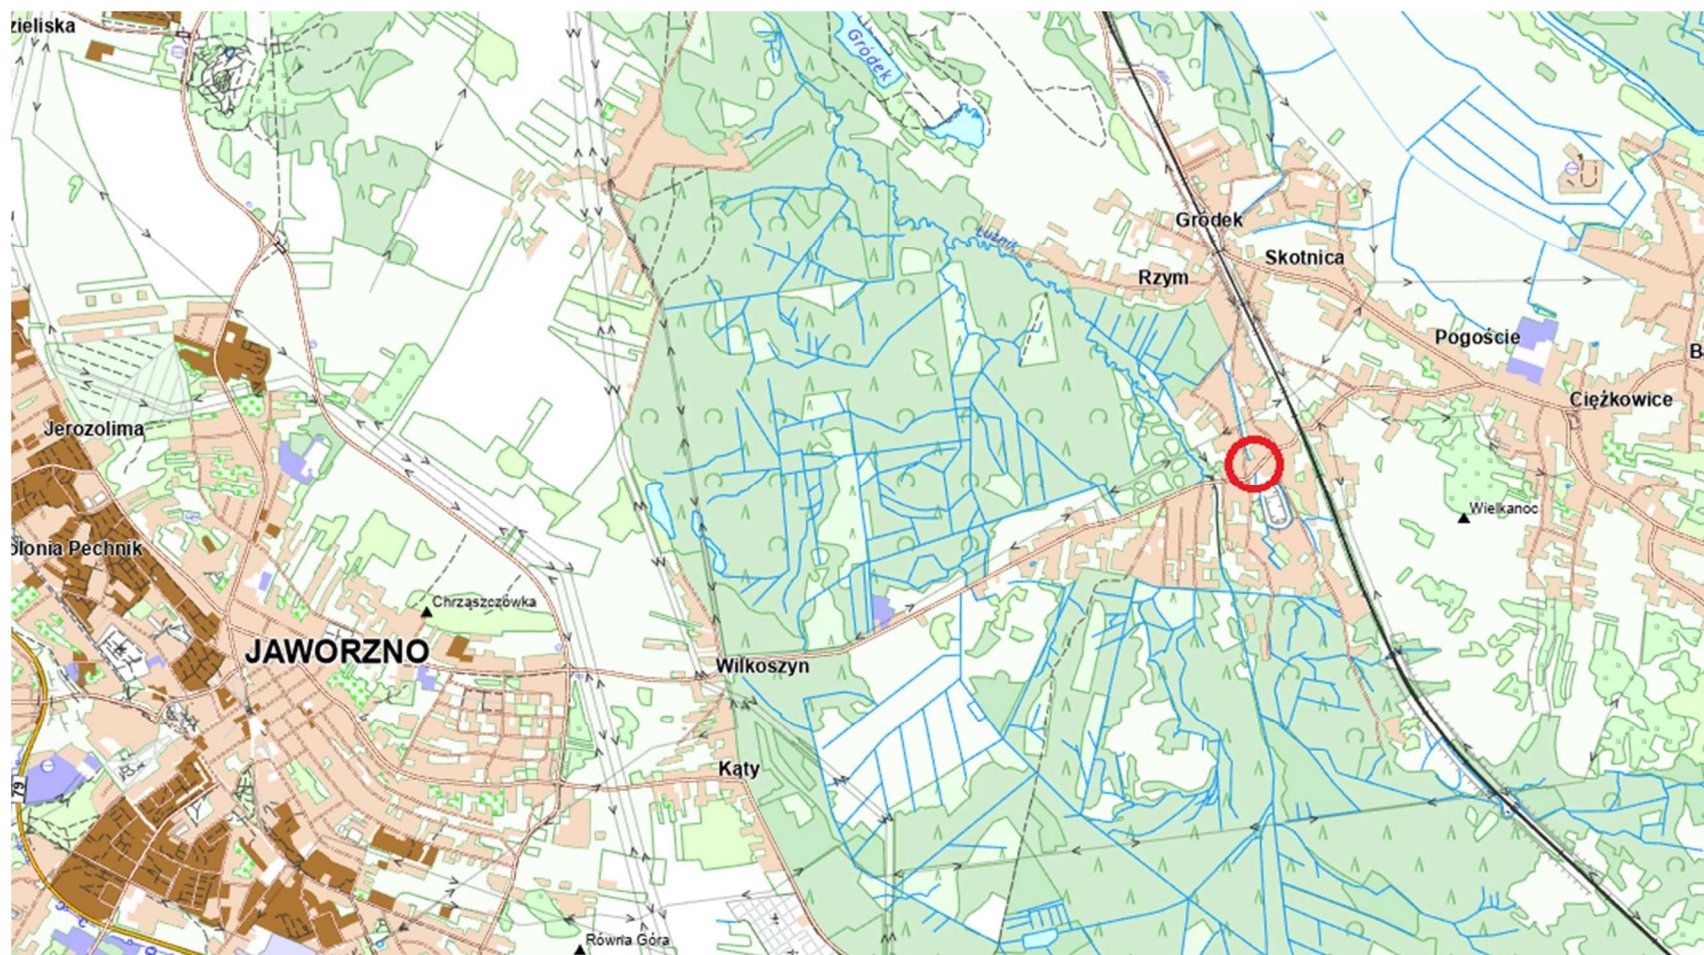 zieliska
Gródek
Gródek
Łużnik
Skotnica
Rzym
Pogoście
Ciężkowice
Jerozolima
Wielkanoc
olonia Pechnik
Chrząszczówka
JAWORZNO
Wilkoszyn
Kąty
79
Równa Góra